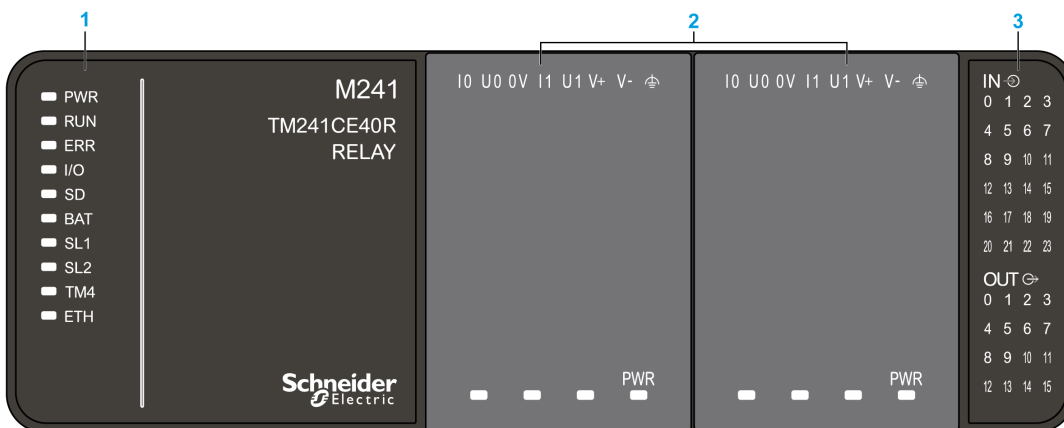 1
2
3
PWR
RUN
ERR
I/O
SD
BAT
SL1
SL2
TM4
ETH
M241
TM241CE40R
RELAY
Schneider
Electric
I0 U0 0V I1 U1 V+ V-
PWR
I0 U0 0V I1 U1 V+ V-
PWR
IN
0 1 2 3
4 5 6 7
8 9 10 11
12 13 14 15
16 17 18 19
20 21 22 23
OUT
0 1 2 3
4 5 6 7
8 9 10 11
12 13 14 15